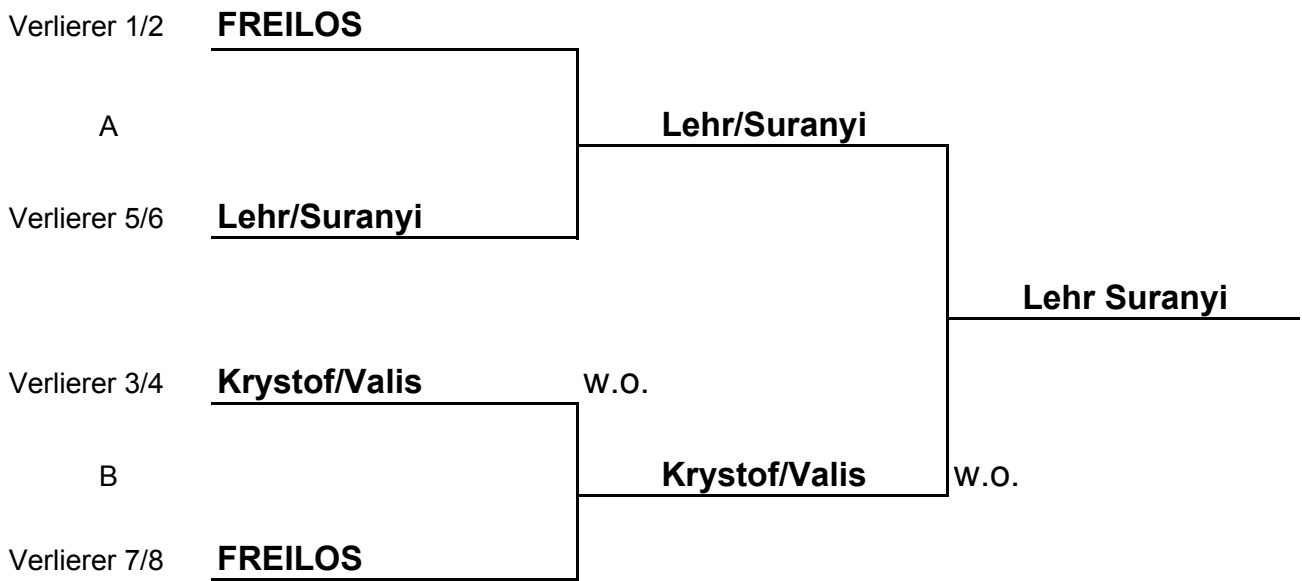 Verlierer 1/2 FREILOS
A Lehr/Suranyi
Verlierer 5/6 Lehr/Suranyi
Lehr Suranyi
Verlierer 3/4 Krystof/Valis w.o.
B Krystof/Valis w.o.
Verlierer 7/8 FREILOS